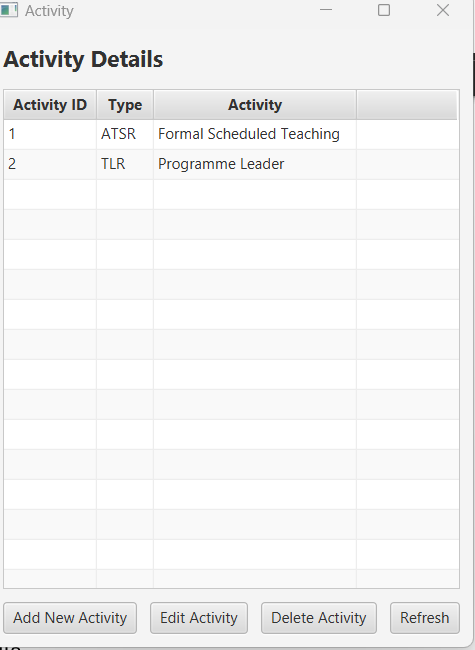 Activity
Activity Details
Activity ID Type Activity
1 ATSR Formal Scheduled Teaching
2 TLR Programme Leader
Add New Activity Edit Activity Delete Activity Refresh